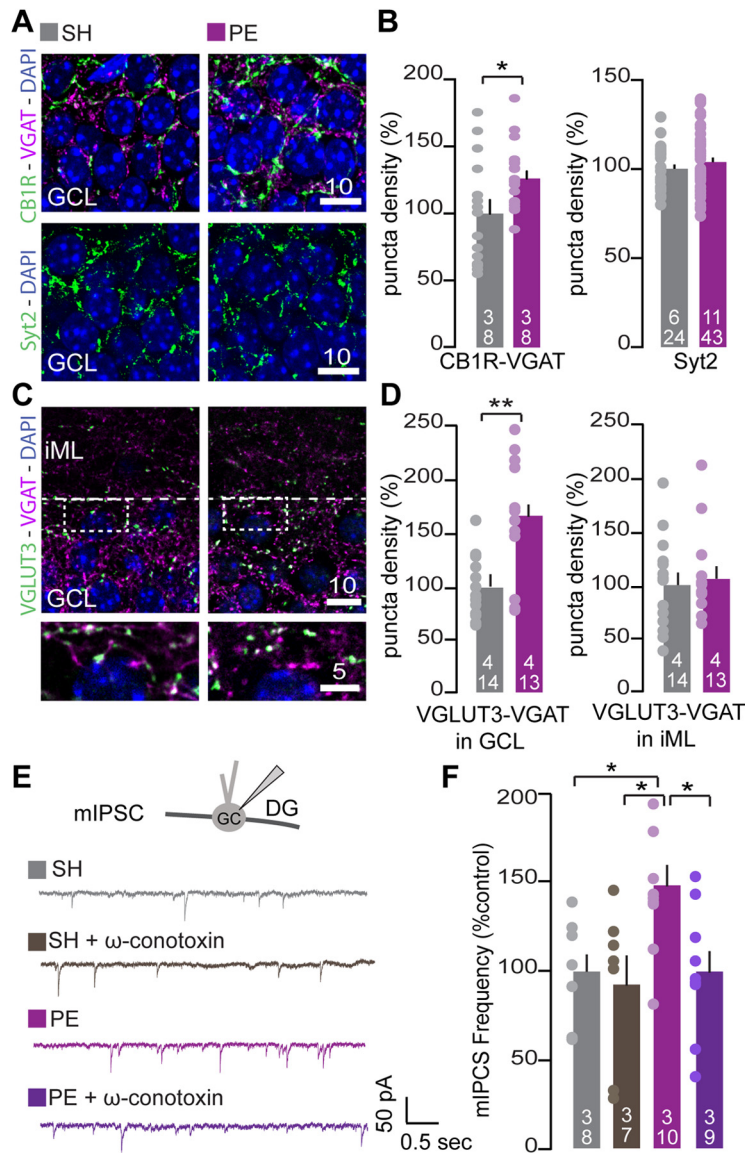 A
SH
PE
B
CB1R-VGAT - DAPI
GCL
10
Syt2 - DAPI
GCL
10
puncta density (%)
200
150
100
50
0
*
3
8
3
8
CB1R-VGAT
puncta density (%)
150
100
50
0
6
24
11
43
Syt2
C
VGLUT3 - VGAT - DAPI
iML
GCL
10
5
D
puncta density (%)
250
200
150
100
50
0
**
4
14
4
13
VGLUT3-VGAT
in GCL
puncta density (%)
250
200
150
100
50
0
4
14
4
13
VGLUT3-VGAT
in iML
E
mIPSC
GC
DG
SH
SH + ω-conotoxin
PE
PE + ω-conotoxin
50 pA
0.5 sec
F
mIPCS Frequency (%control)
200
150
100
50
0
*
*
*
3
8
3
7
3
10
3
9